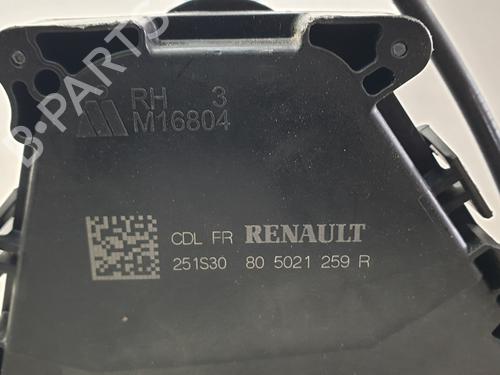 B-PARTS
RH 3
M16804
CDL FR RENAULT
251S30 80 5021 259 R